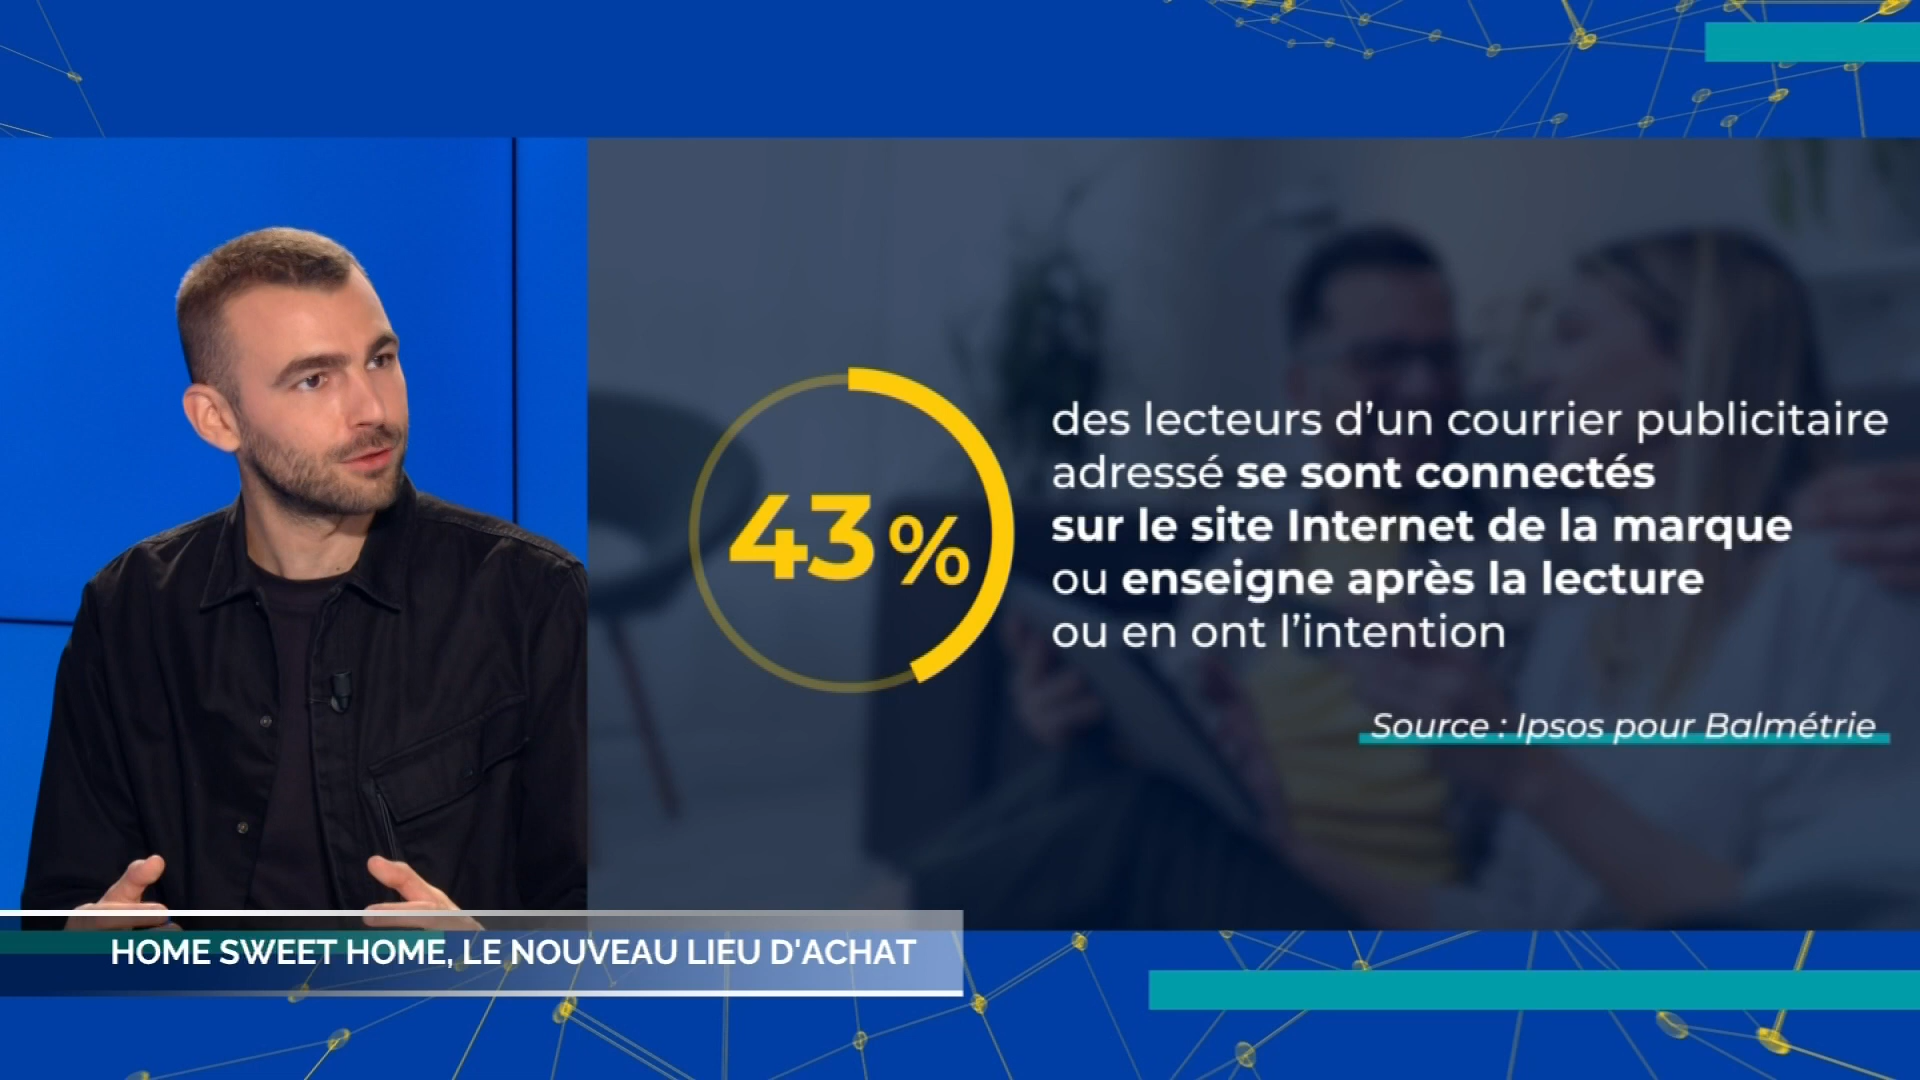 43%
des lecteurs d’un courrier publicitaire
adressé se sont connectés
sur le site Internet de la marque
ou enseigne après la lecture
ou en ont l’intention
Source : Ipsos pour Balmétrie
HOME SWEET HOME, LE NOUVEAU LIEU D'ACHAT